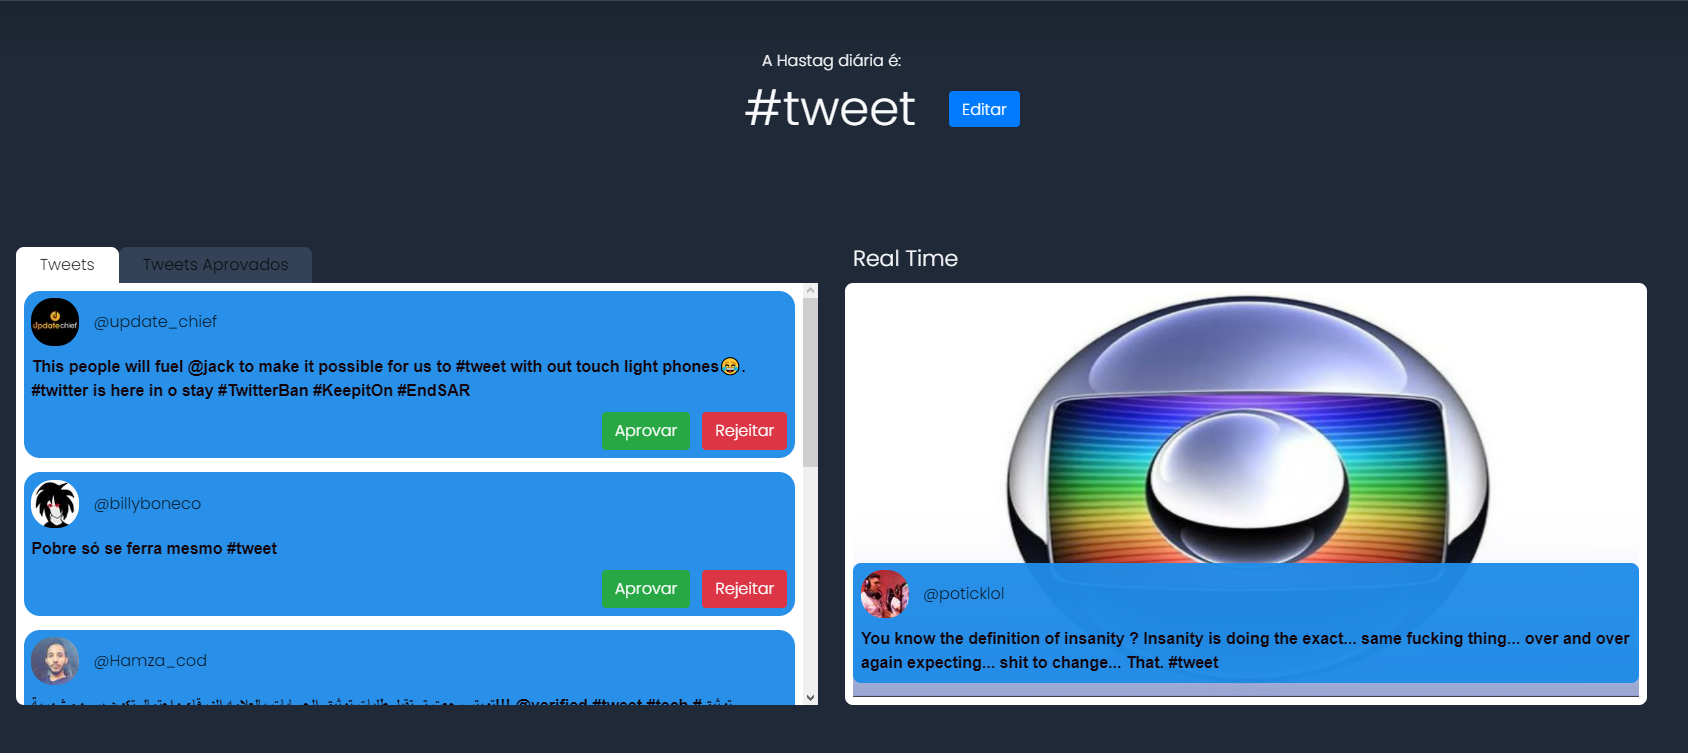 A Hastag diária é:
#tweet
Editar
Tweets
Tweets Aprovados
Real Time
Updatechief
@update_chief
This people will fuel @jack to make it possible for us to #tweet with out touch light phones😂.
#twitter is here in o stay #TwitterBan #KeepitOn #EndSAR
Aprovar
Rejeitar
@billyboneco
Pobre só se ferra mesmo #tweet
Aprovar
Rejeitar
@Hamza_cod
@verified #tweet #tech #
@poticklol
You know the definition of insanity ? Insanity is doing the exact... same fucking thing... over and over
again expecting... shit to change... That. #tweet